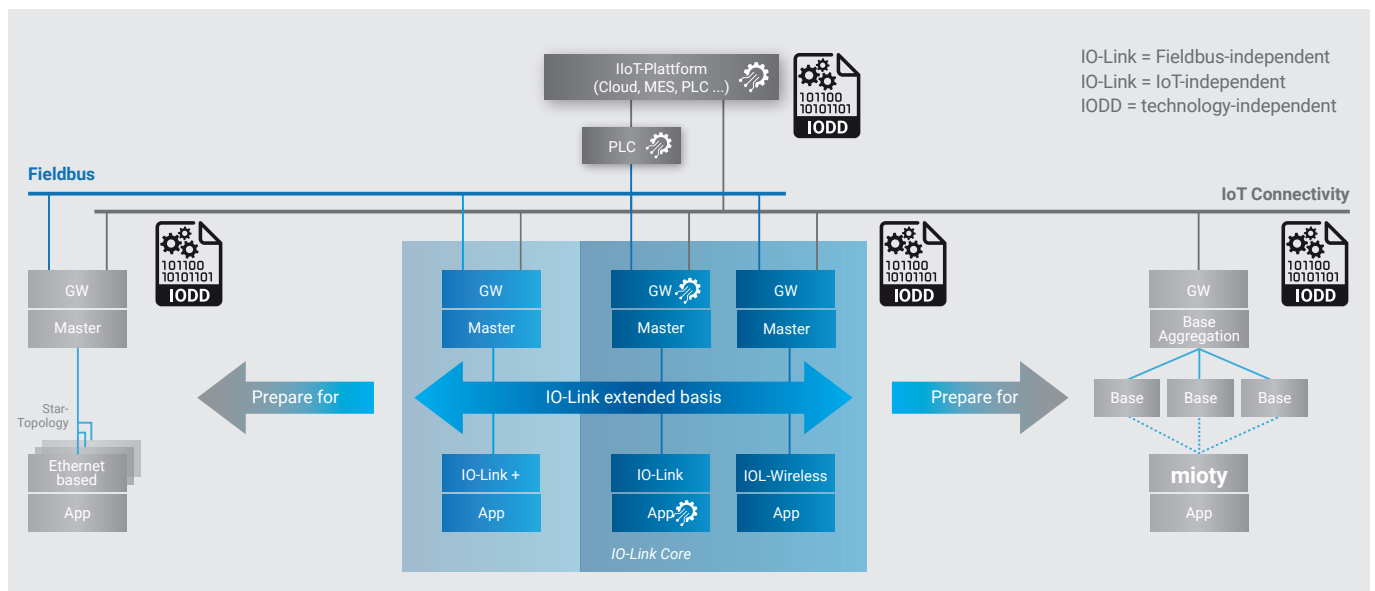 IIoT-Plattform
(Cloud, MES, PLC ...)
101100
10101101
IODD
IO-Link = Fieldbus-independent
IO-Link = IoT-independent
IODD = technology-independent
PLC
Fieldbus
IoT Connectivity
101100
10101101
IODD
101100
10101101
IODD
101100
10101101
IODD
GW
Master
GW
Master
GW
Master
GW
Master
GW
Base
Aggregation
Prepare for
IO-Link extended basis
Prepare for
Base
Base
Base
Star-
Topology
Ethernet
based
App
IO-Link +
App
IO-Link
App
IOL-Wireless
App
mioty
App
IO-Link Core